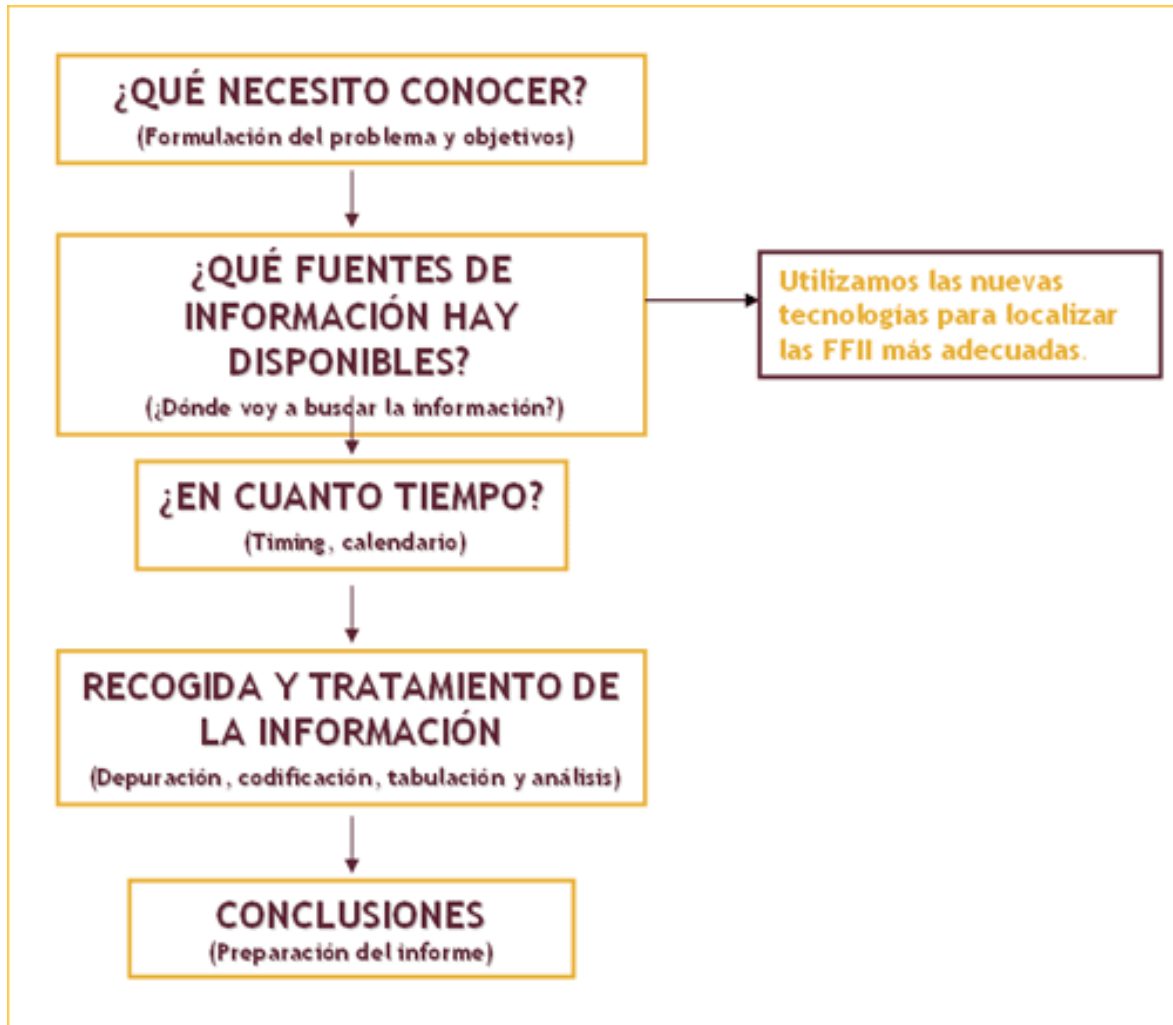 ¿QUÉ NECESITO CONOCER?
(Formulación del problema y objetivos)
¿QUÉ FUENTES DE
INFORMACIÓN HAY
DISPONIBLES?
(¿Dónde voy a buscar la información?)
Utilizamos las nuevas
tecnologías para localizar
las FFII más adecuadas.
¿EN CUANTO TIEMPO?
(Timing, calendario)
RECOGIDA Y TRATAMIENTO DE
LA INFORMACIÓN
(Depuración, codificación, tabulación y análisis)
CONCLUSIONES
(Preparación del informe)